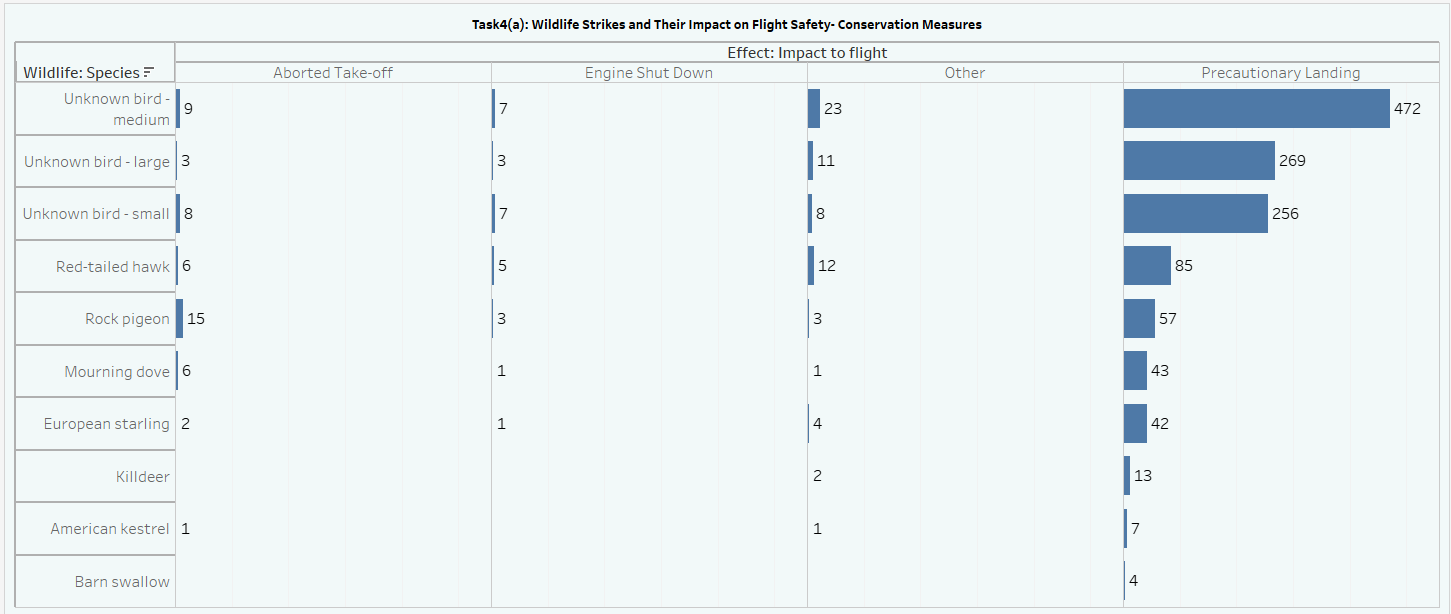 Task4(a): Wildlife Strikes and Their Impact on Flight Safety- Conservation Measures
Effect: Impact to flight
Wildlife: Species Aborted Take-off Engine Shut Down Other Precautionary Landing
Unknown bird -
medium 9 7 23 472
Unknown bird - large 3 3 11 269
Unknown bird - small 8 7 8 256
Red-tailed hawk 6 5 12 85
Rock pigeon 15 3 3 57
Mourning dove 6 1 1 43
European starling 2 1 4 42
Killdeer 2 13
American kestrel 1 1 7
Barn swallow 4